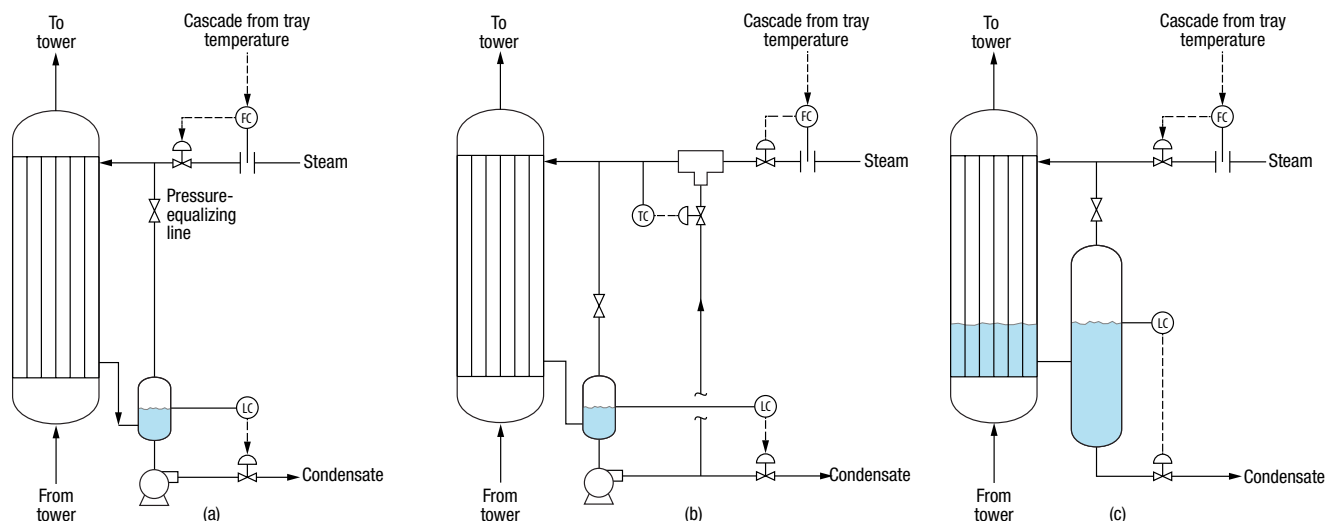 To
tower
Cascade from tray
temperature
FC
Steam
Pressure-
equalizing
line
LC
Condensate
From
tower
(a)
To
tower
Cascade from tray
temperature
FC
Steam
TC
LC
Condensate
From
tower
(b)
To
tower
Cascade from tray
temperature
FC
Steam
LC
Condensate
From
tower
(c)